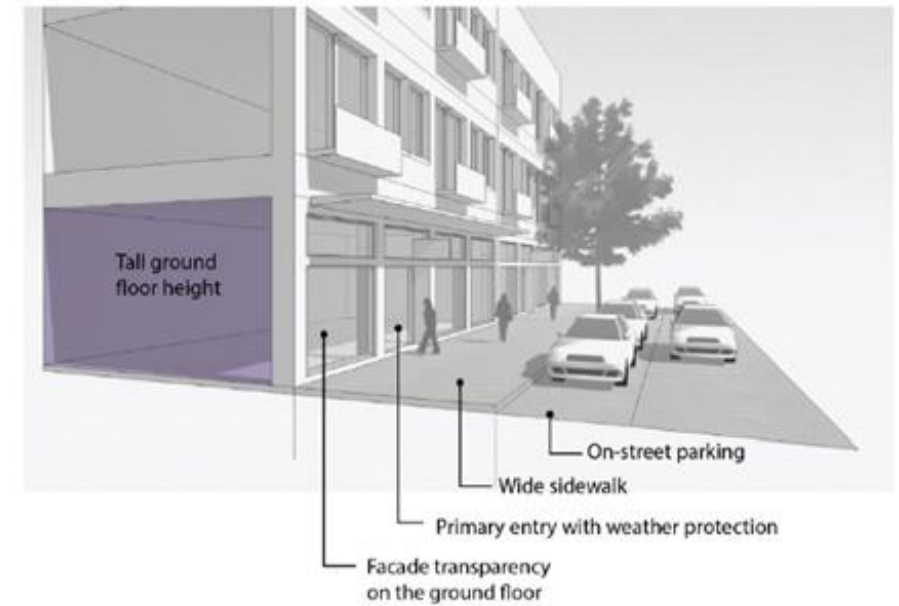 Tall ground
floor height
On-street parking
Wide sidewalk
Primary entry with weather protection
Facade transparency
on the ground floor